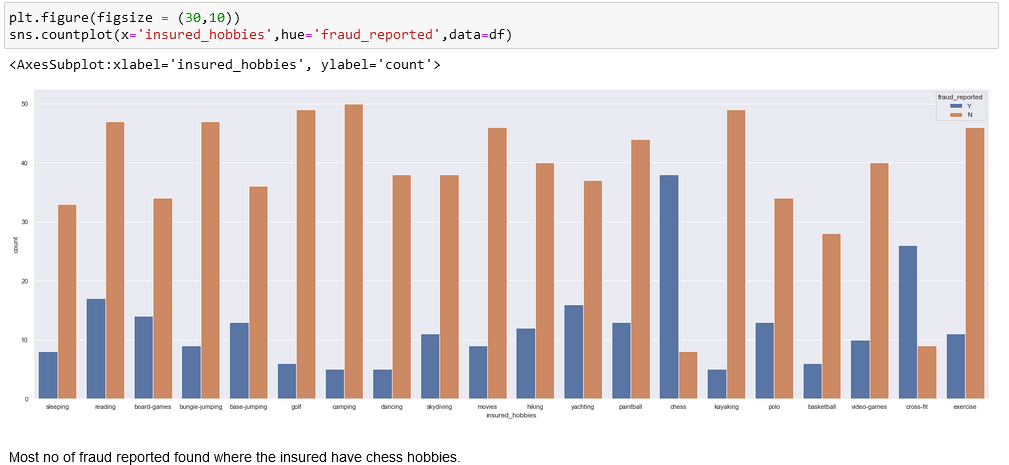 plt.figure(figsize = (30,10))
sns.countplot(x='insured_hobbies',hue='fraud_reported',data=df)
<AxesSubplot:xlabel='insured_hobbies', ylabel='count'>
fraud_reported
Y
N
50
40
30
20
10
0
count
sleeping reading board-games bungie-jumping base-jumping golf camping dancing skydiving movies hiking yachting paintball chess kayaking polo basketball video-games cross-fit exercise
insured_hobbies
Most no of fraud reported found where the insured have chess hobbies.